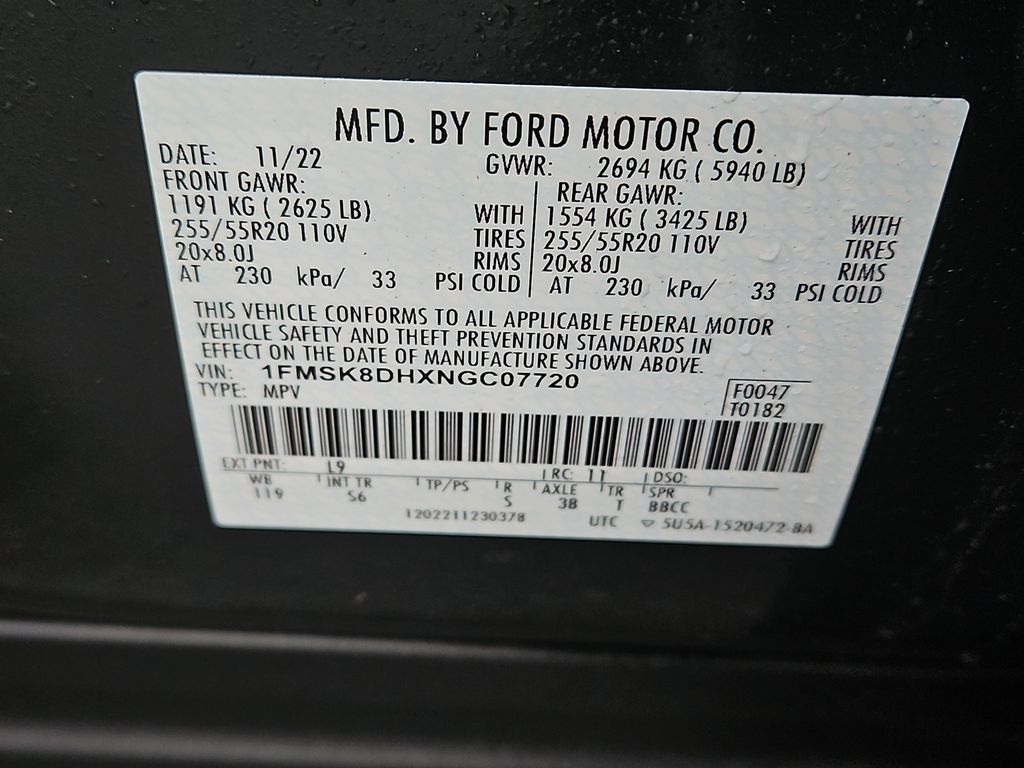 MFD. BY FORD MOTOR CO.
DATE: 11/22 GVWR: 2694 KG ( 5940 LB)
FRONT GAWR: REAR GAWR:
1191 KG ( 2625 LB) WITH 1554 KG ( 3425 LB) WITH
255/55R20 110V TIRES 255/55R20 110V TIRES
20x8.0J RIMS 20x8.0J RIMS
AT 230 kPa/ 33 PSI COLD AT 230 kPa/ 33 PSI COLD
THIS VEHICLE CONFORMS TO ALL APPLICABLE FEDERAL MOTOR
VEHICLE SAFETY AND THEFT PREVENTION STANDARDS IN
EFFECT ON THE DATE OF MANUFACTURE SHOWN ABOVE.
VIN: 1FMSK8DHXNGC07720
TYPE: MPV
F0047
T0182
EXT PNT: L9 RC: 11 DSO:
WB INT TR TP/PS R AXLE TR SPR
119 S6 S 3B T BBCC
1202211230378 UTC ▽ 5U5A-1520472-BA